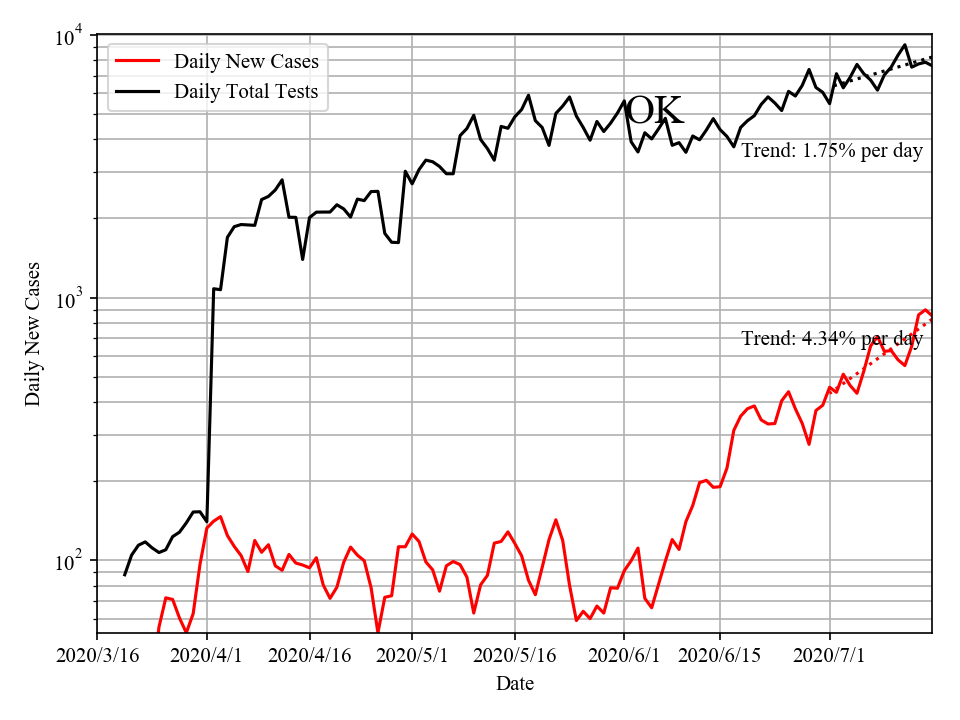 Daily New Cases
Daily Total Tests
OK
Trend: 1.75% per day
Trend: 4.34% per day
10^4
10^3
10^2
Daily New Cases
2020/3/16 2020/4/1 2020/4/16 2020/5/1 2020/5/16 2020/6/1 2020/6/15 2020/7/1
Date